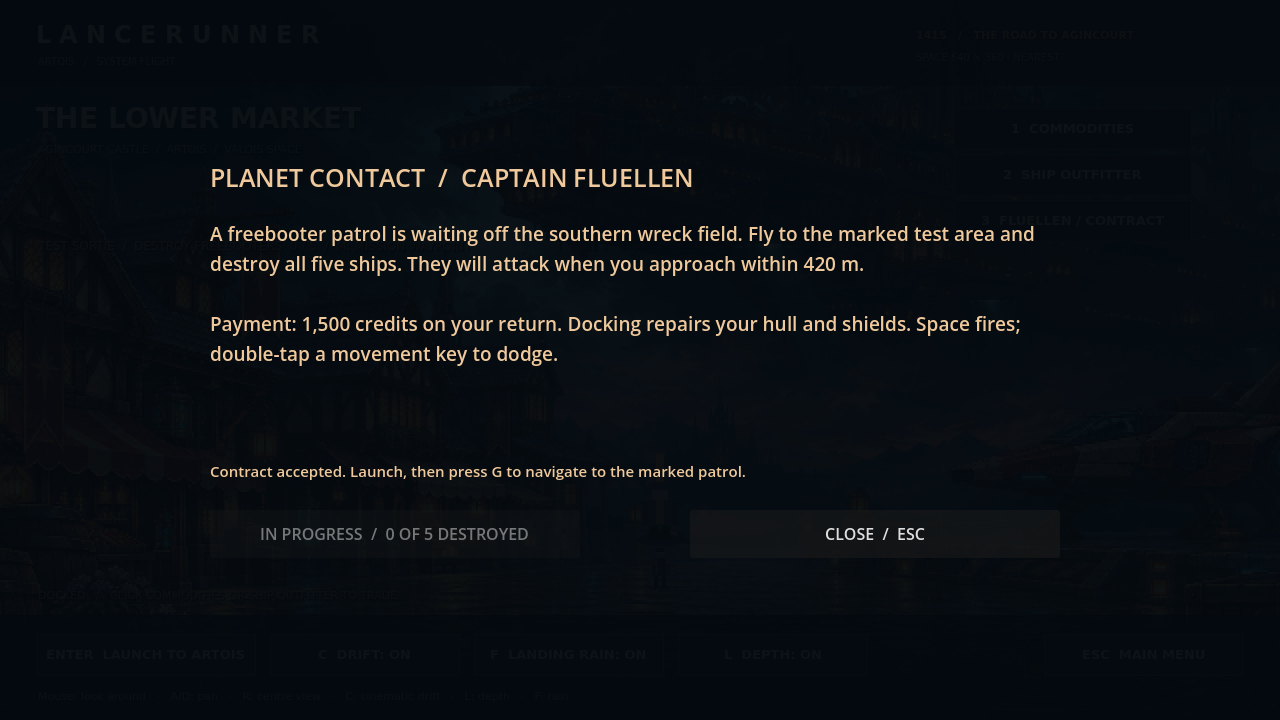 LANCERUNNER
1415 / THE ROAD TO AGINCOURT
THE LOWER MARKET
1 COMMODITIES
2 SHIP OUTFITTER
3 FLUELLEN / CONTRACT
PLANET CONTACT / CAPTAIN FLUELLEN
A freebooter patrol is waiting off the southern wreck field. Fly to the marked test area and
destroy all five ships. They will attack when you approach within 420 m.
Payment: 1,500 credits on your return. Docking repairs your hull and shields. Space fires;
double-tap a movement key to dodge.
Contract accepted. Launch, then press G to navigate to the marked patrol.
IN PROGRESS / 0 OF 5 DESTROYED
CLOSE / ESC
ENTER LAUNCH TO ARTOIS
C DRIFT: ON
F LANDING RAIN: ON
L DEPTH: ON
ESC MAIN MENU